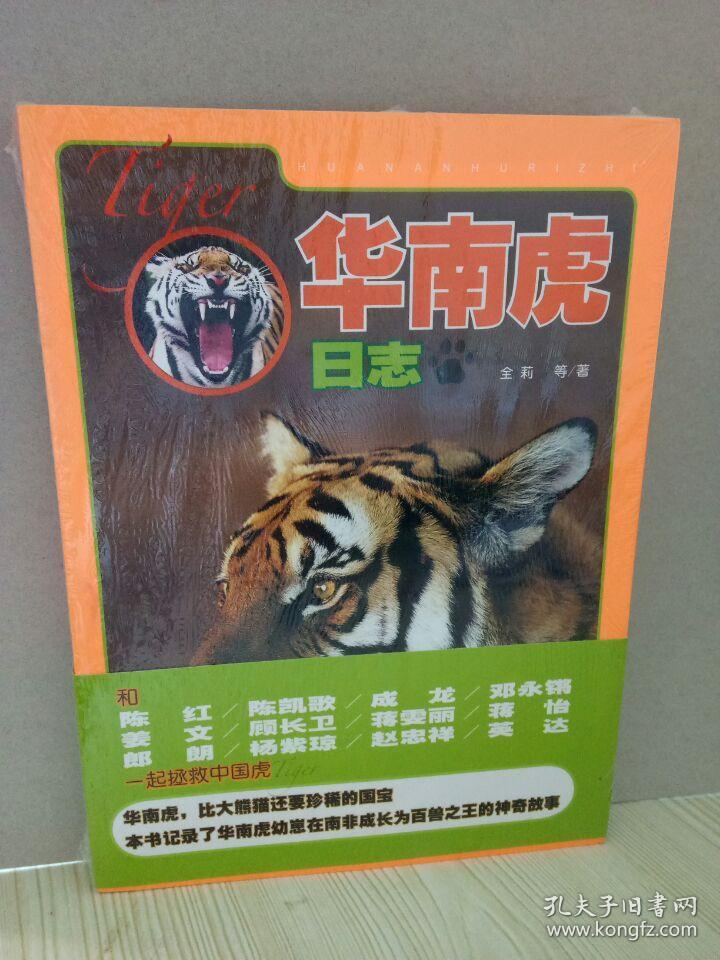 Tiger
HUANANHURIZHI
华南虎
日志
全莉 等/著
和
陈红/陈凯歌/成龙/邓永锵
姜文/顾长卫/蒋雯丽/蒋怡
郎朗/杨紫琼/赵忠祥/英达
一起拯救中国虎Tiger
华南虎，比大熊猫还要珍稀的国宝
本书记录了华南虎幼崽在南非成长为百兽之王的神奇故事
孔夫子旧书网
www.kongfz.com